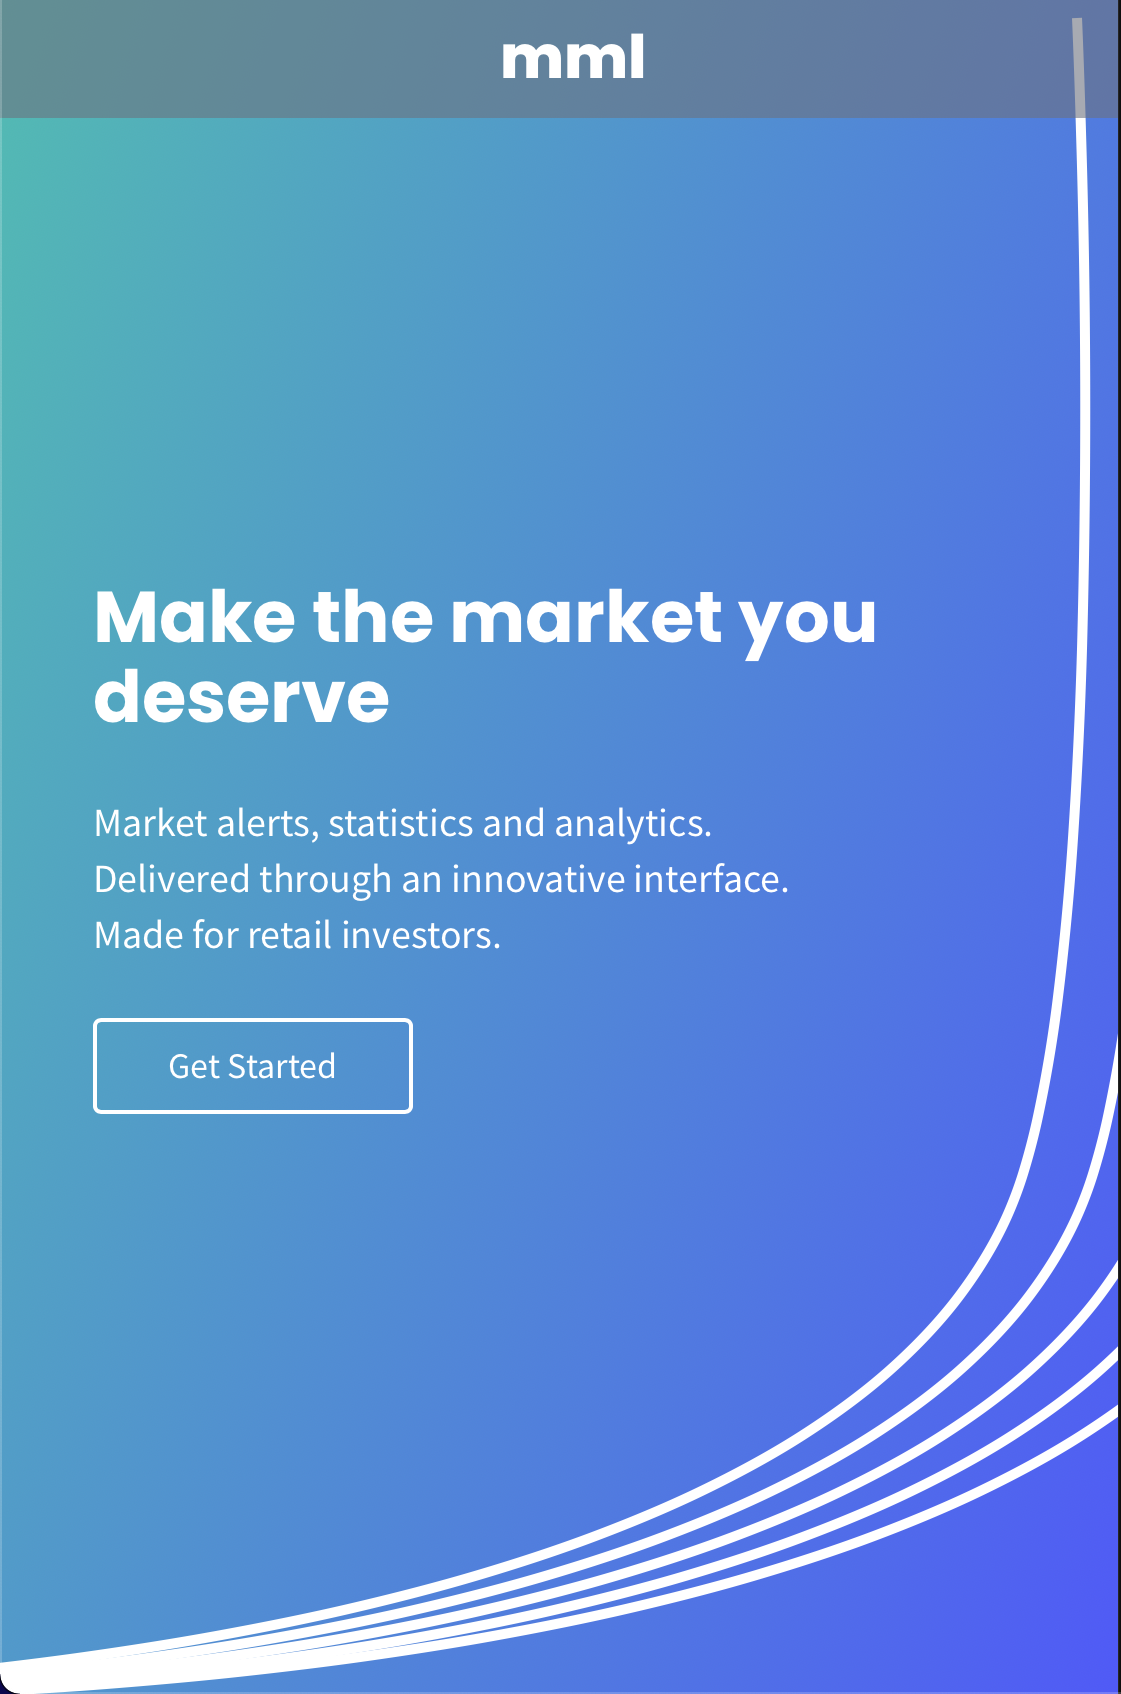 mml
Make the market you
deserve
Market alerts, statistics and analytics.
Delivered through an innovative interface.
Made for retail investors.
Get Started